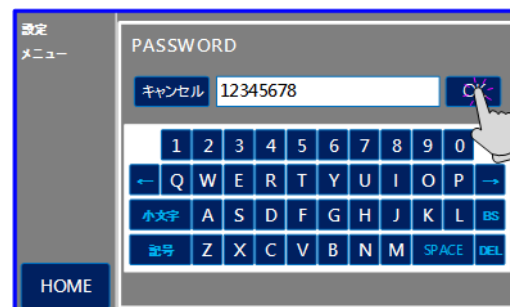 設定
メニュー
PASSWORD
キャンセル 12345678 OK
1 2 3 4 5 6 7 8 9 0
← Q W E R T Y U I O P →
小文字 A S D F G H J K L BS
記号 Z X C V B N M SPACE DEL
HOME